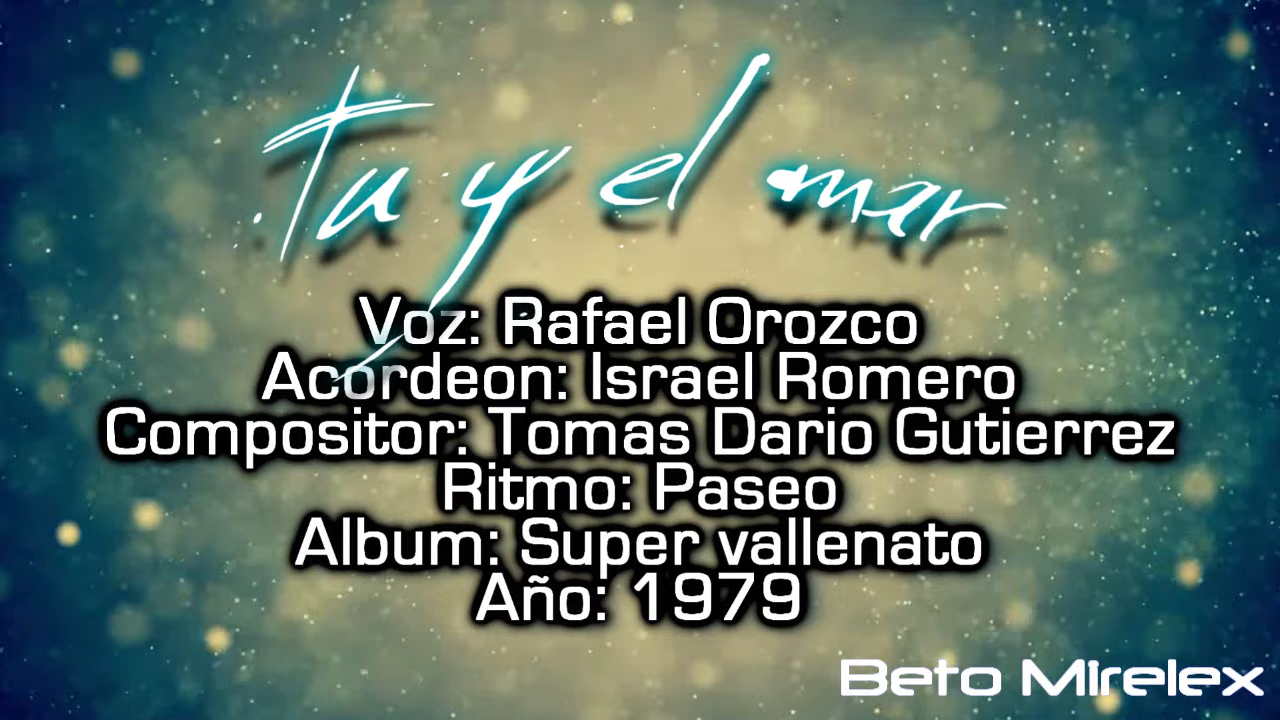 tu y el mar
Voz: Rafael Orozco
Acordeon: Israel Romero
Compositor: Tomas Dario Gutierrez
Ritmo: Paseo
Album: Super vallenato
Año: 1979
Beto Mirelex